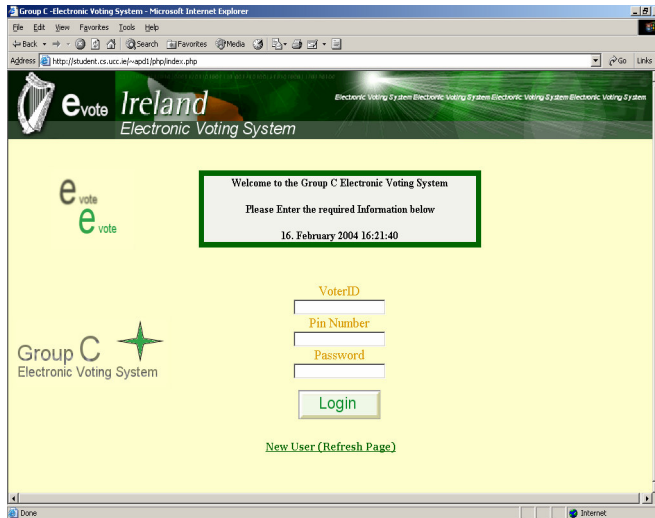 Group C -Electronic Voting System - Microsoft Internet Explorer
File Edit View Favorites Tools Help
Back Search Favorites Media
Address http://student.cs.ucc.ie/~apd1/php/index.php Go Links
evote Ireland
Electronic Voting System
Electronic Voting System Electronic Voting System Electronic Voting System Electronic Voting System
e vote
e vote
Welcome to the Group C Electronic Voting System
Please Enter the required Information below
16. February 2004 16:21:40
VoterID
Pin Number
Password
Group C
Electronic Voting System
Login
New User (Refresh Page)
Done Internet